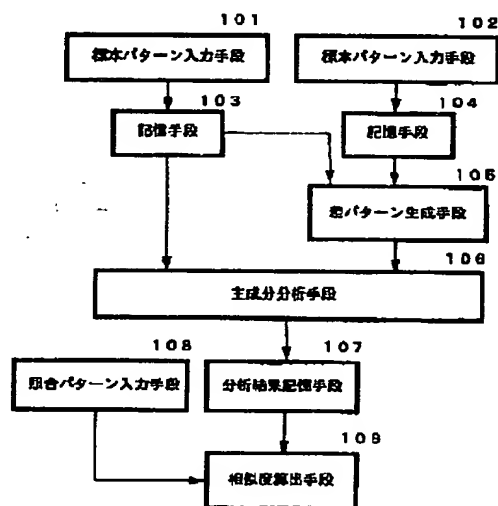 101
102
標本パターン入力手段
標本パターン入力手段
103
104
記憶手段
記憶手段
105
差パターン生成手段
106
主成分分析手段
108
107
照合パターン入力手段
分析結果記憶手段
109
相似度算出手段